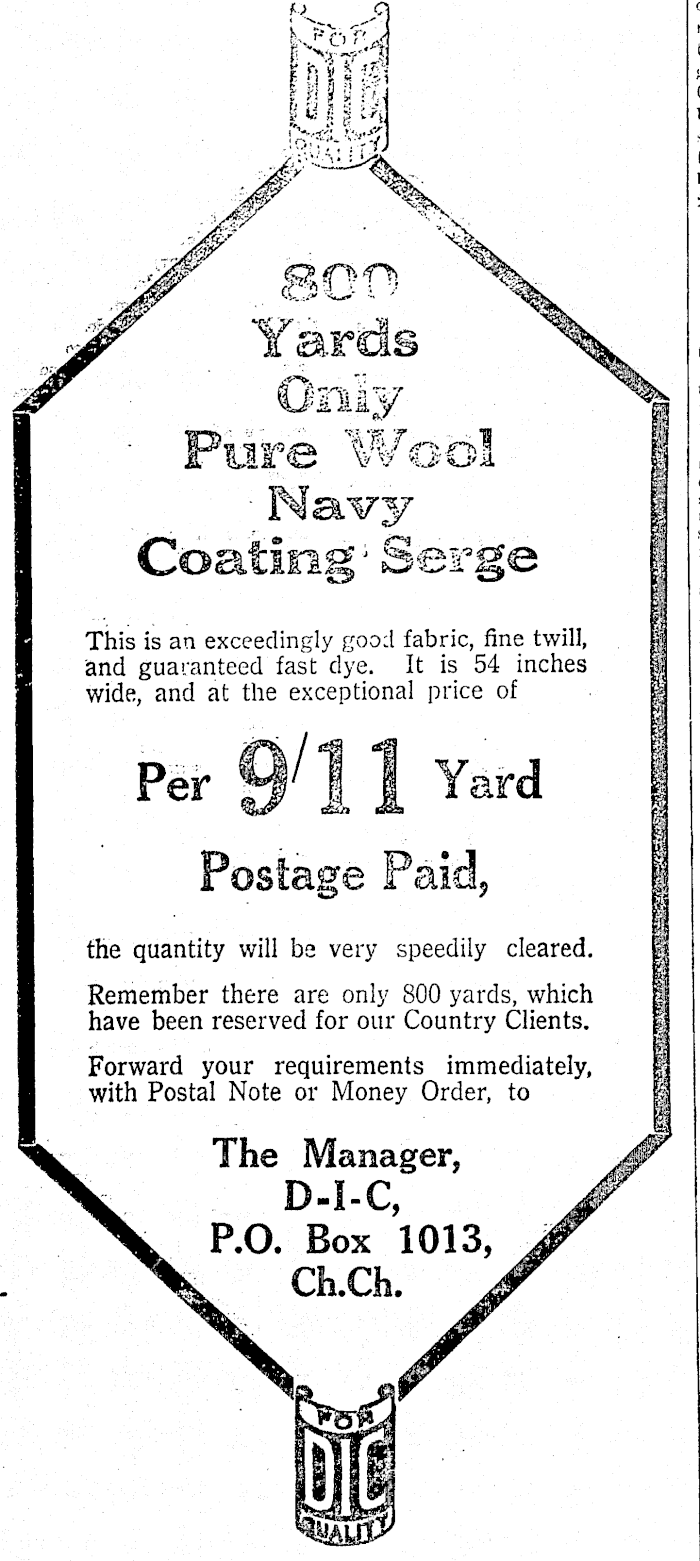 FOR
DIC
QUALITY
800
Yards
Only
Pure Wool
Navy
Coating Serge
This is an exceedingly good fabric, fine twill,
and guaranteed fast dye. It is 54 inches
wide, and at the exceptional price of
Per 9/11 Yard
Postage Paid,
the quantity will be very speedily cleared.
Remember there are only 800 yards, which
have been reserved for our Country Clients.
Forward your requirements immediately,
with Postal Note or Money Order, to
The Manager,
D-I-C,
P.O. Box 1013,
Ch.Ch.
FOR
DIC
QUALITY